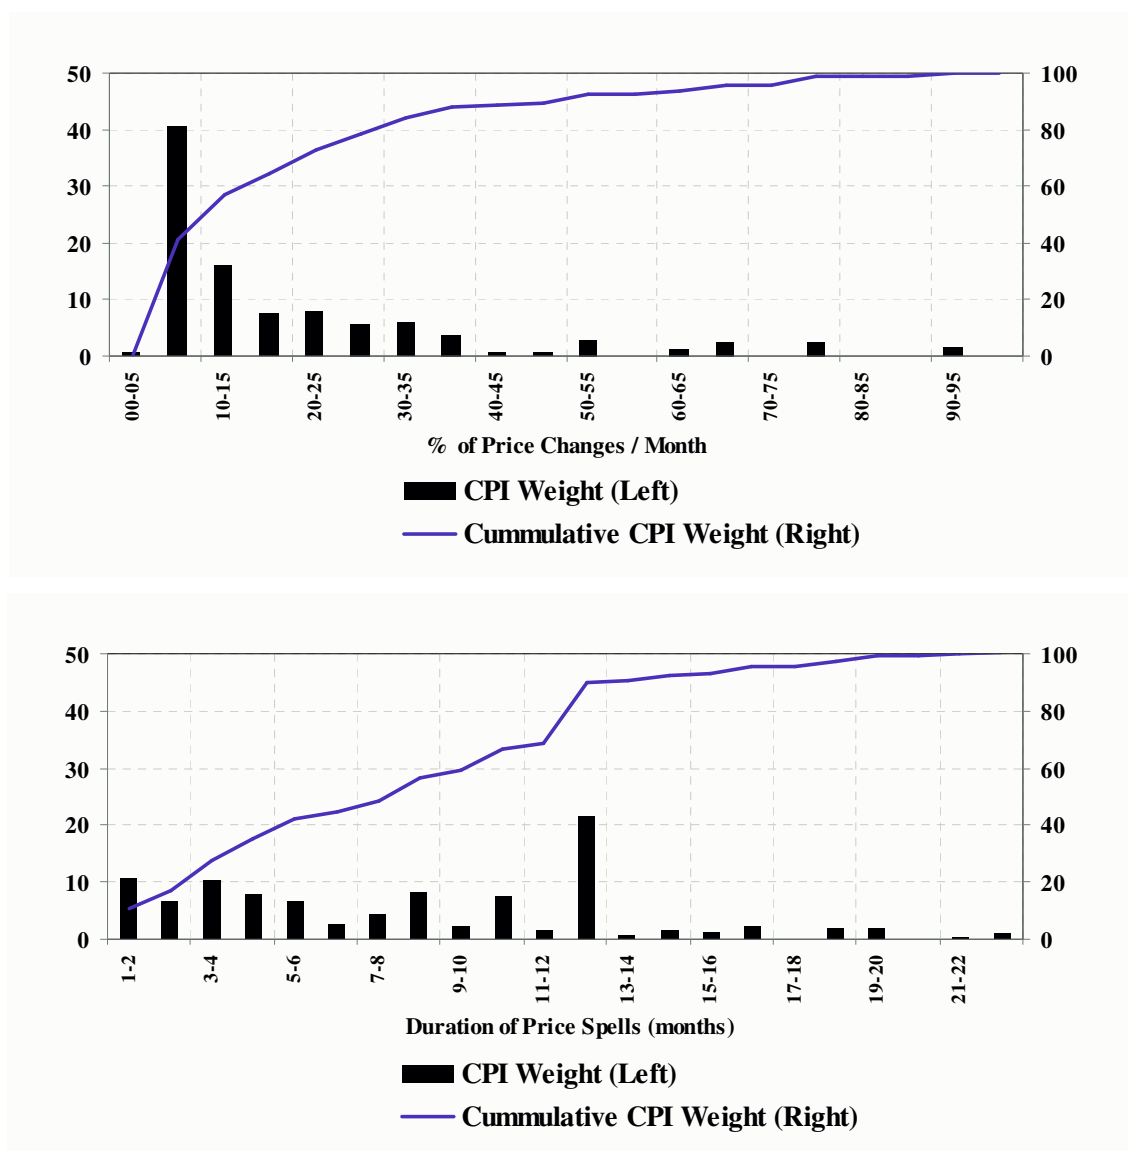 50 100
40 80
30 60
20 40
10 20
0 0
00-05 10-15 20-25 30-35 40-45 50-55 60-65 70-75 80-85 90-95
% of Price Changes / Month
CPI Weight (Left)
Cummulative CPI Weight (Right)
50 100
40 80
30 60
20 40
10 20
0 0
1-2 3-4 5-6 7-8 9-10 11-12 13-14 15-16 17-18 19-20 21-22
Duration of Price Spells (months)
CPI Weight (Left)
Cummulative CPI Weight (Right)